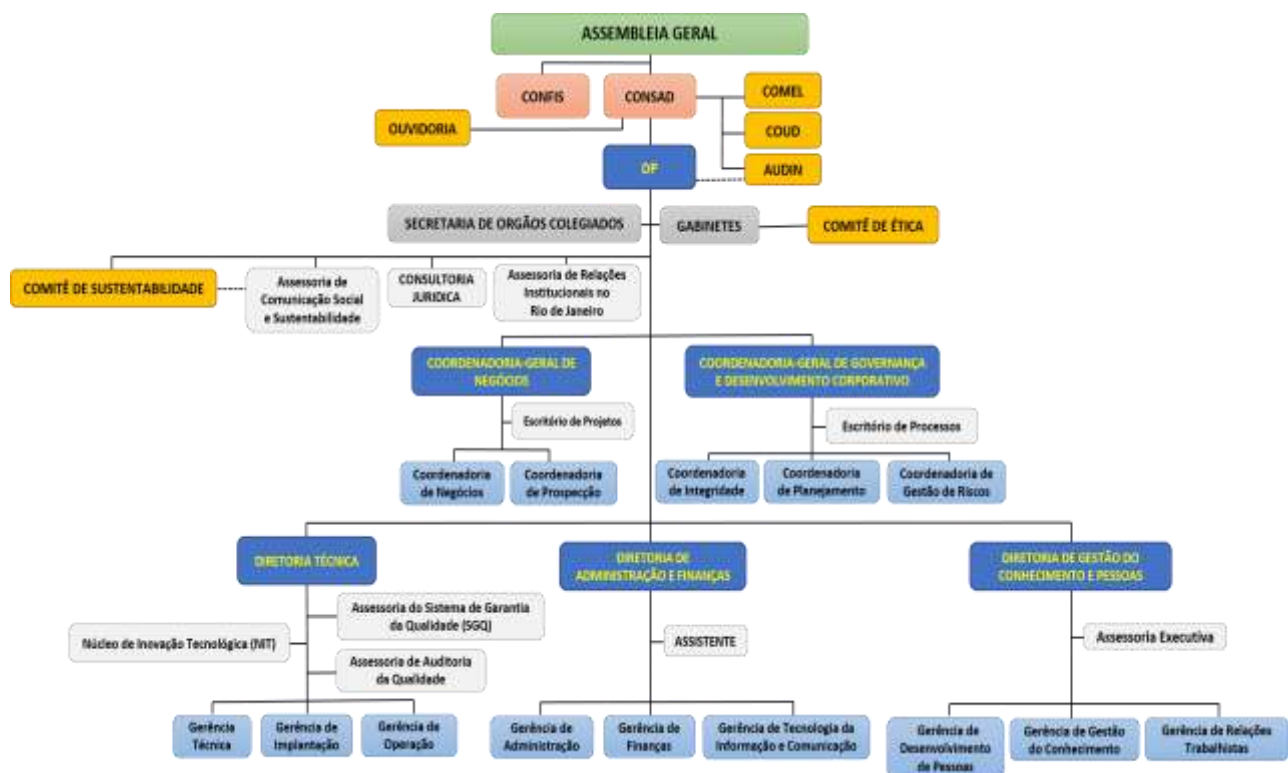 ASSEMBLEIA GERAL
CONFIS
CONSAD
COMEL
OUVIDORIA
COUD
DP
AUDIN
SECRETARIA DE ORGÃOS COLEGIADOS
GABINETES
COMITÊ DE ÉTICA
COMITÊ DE SUSTENTABILIDADE
Assessoria de
Comunicação Social
e Sustentabilidade
CONSULTORIA
JURIDICA
Assessoria de Relações
Institucionais no
Rio de Janeiro
COORDENADORIA-GERAL DE
NEGÓCIOS
COORDENADORIA-GERAL DE GOVERNANÇA
E DESENVOLVIMENTO CORPORATIVO
Escritório de Projetos
Escritório de Processos
Coordenadoria
de Negócios
Coordenadoria
de Prospecção
Coordenadoria
de Integridade
Coordenadoria
de Planejamento
Coordenadoria de
Gestão de Riscos
DIRETORIA TÉCNICA
DIRETORIA DE
ADMINISTRAÇÃO E FINANÇAS
DIRETORIA DE GESTÃO DO
CONHECIMENTO E PESSOAS
Assessoria do Sistema de Garantia
da Qualidade (SGQ)
Núcleo de Inovação Tecnológica (NIT)
ASSISTENTE
Assessoria Executiva
Assessoria de Auditoria
da Qualidade
Gerência
Técnica
Gerência de
Implantação
Gerência de
Operação
Gerência de
Administração
Gerência de
Finanças
Gerência de Tecnologia da
Informação e Comunicação
Gerência de
Desenvolvimento
de Pessoas
Gerência de Gestão
do Conhecimento
Gerência de Relações
Trabalhistas